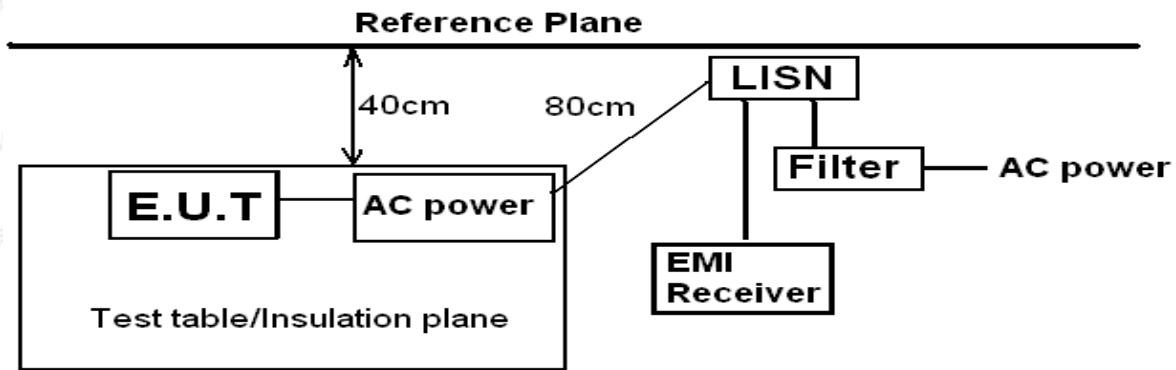 Reference Plane
40cm
80cm
LISN
Filter
AC power
E.U.T
AC power
EMI
Receiver
Test table/Insulation plane